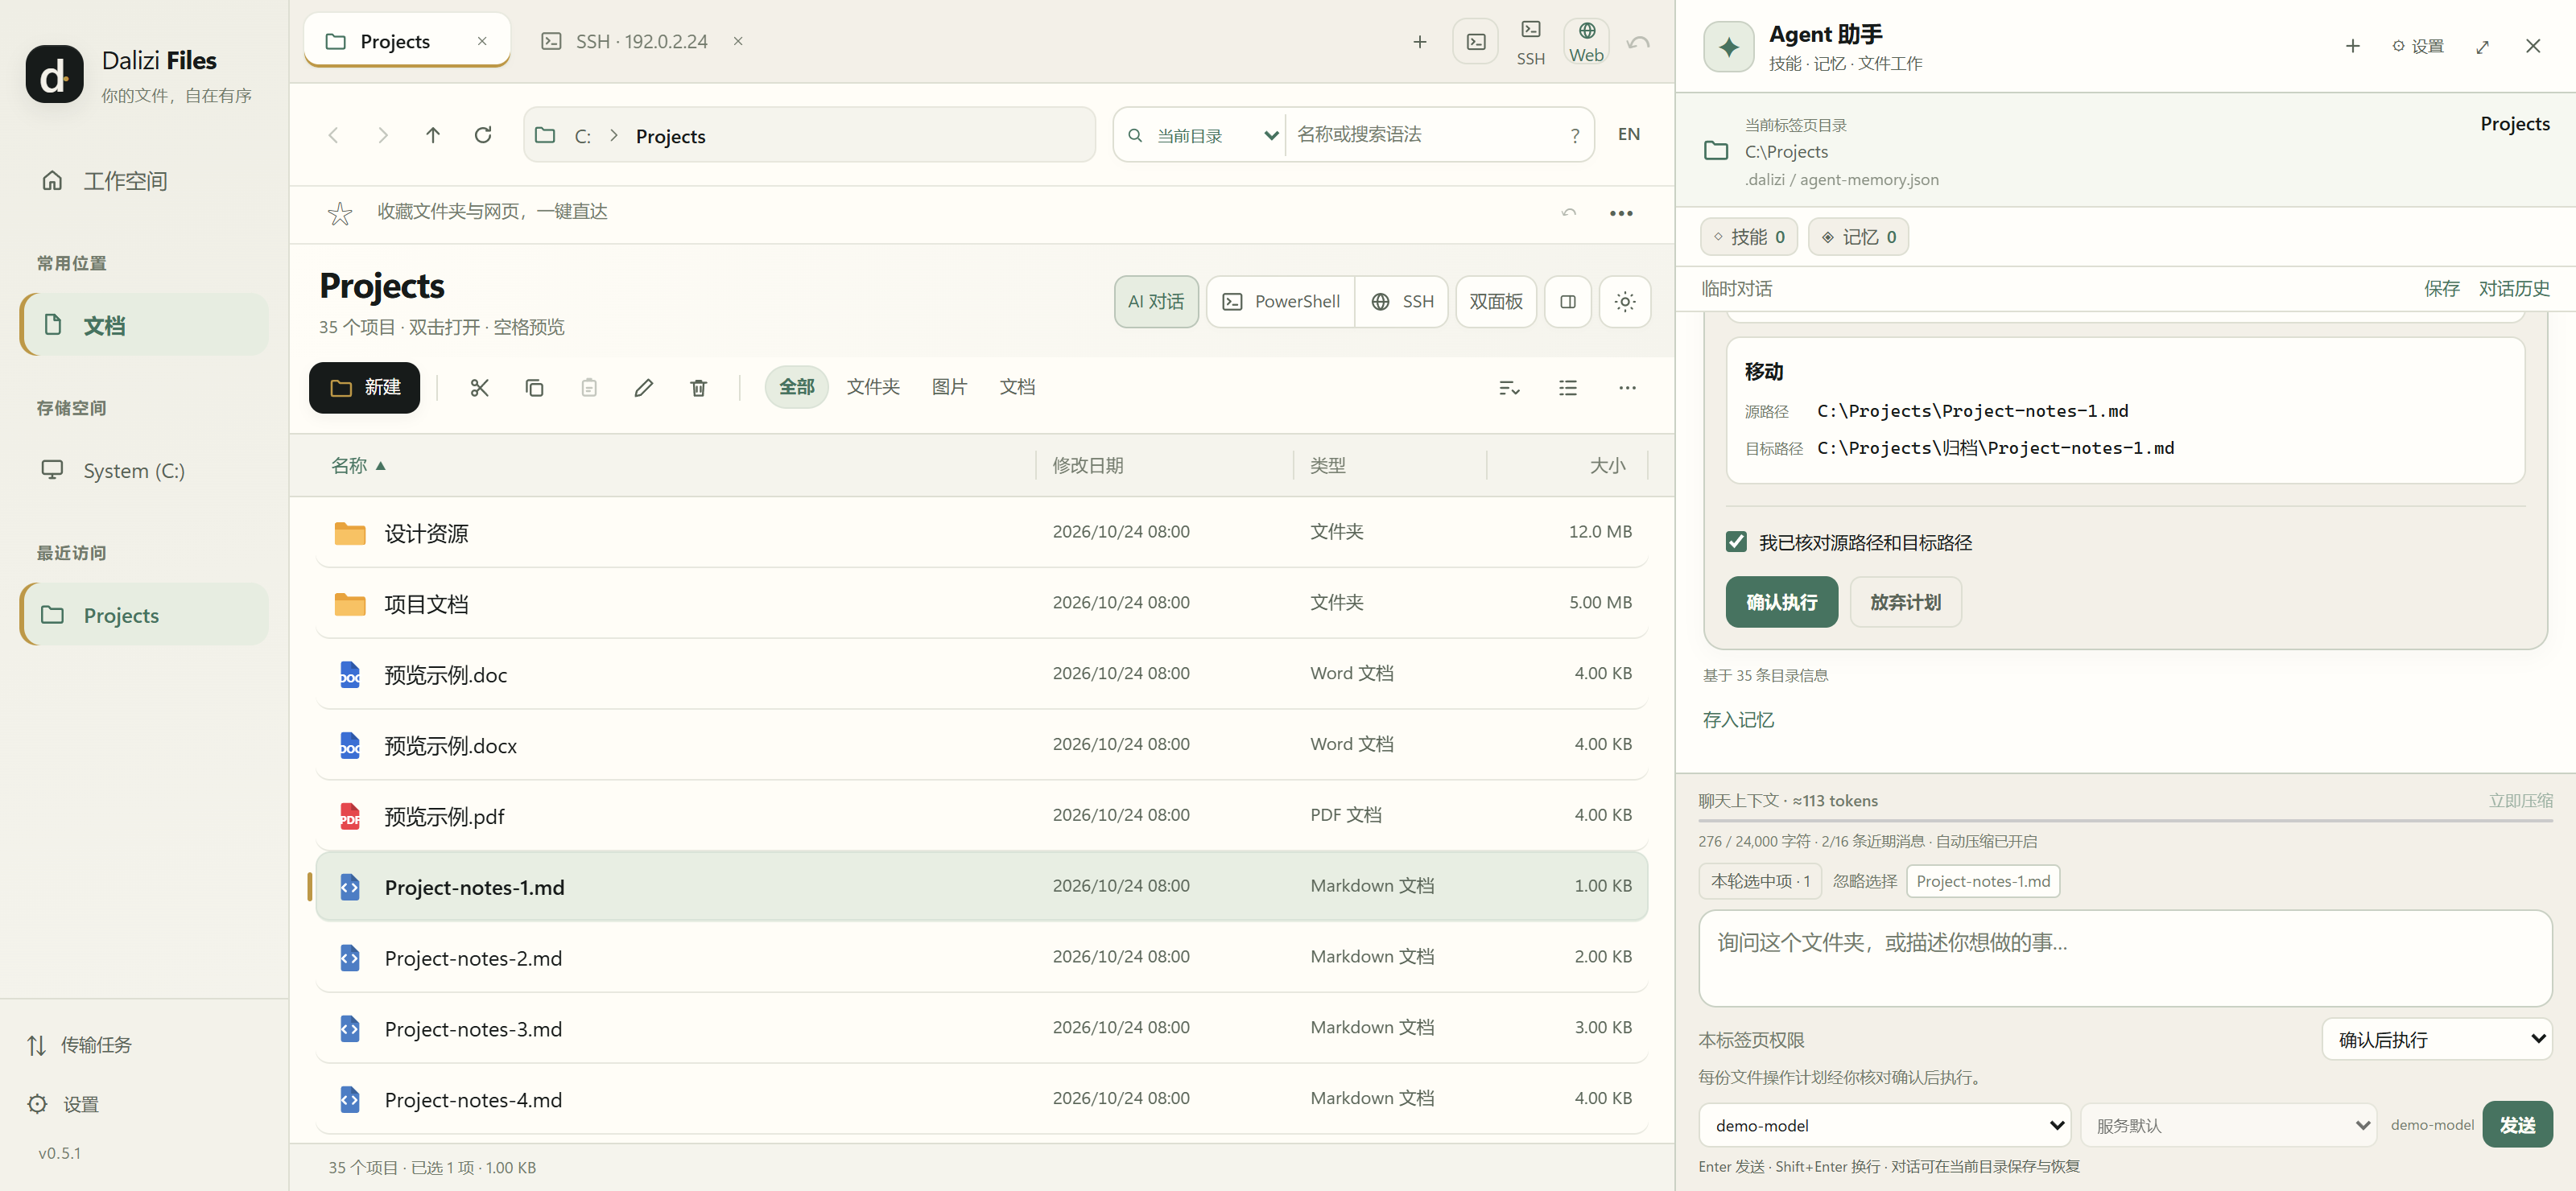 d
Dalizi Files
你的文件，自在有序
工作空间
常用位置
文档
存储空间
System (C:)
最近访问
Projects
传输任务
设置
v0.5.1
Projects
SSH · 192.0.2.24
SSH
Web
C: Projects
当前目录
名称或搜索语法
?
EN
收藏文件夹与网页，一键直达
Projects
35 个项目 · 双击打开 · 空格预览
AI 对话
PowerShell
SSH
双面板
新建
全部
文件夹
图片
文档
名称 修改日期 类型 大小
设计资源 2026/10/24 08:00 文件夹 12.0 MB
项目文档 2026/10/24 08:00 文件夹 5.00 MB
DOC 预览示例.doc 2026/10/24 08:00 Word 文档 4.00 KB
DOC 预览示例.docx 2026/10/24 08:00 Word 文档 4.00 KB
PDF 预览示例.pdf 2026/10/24 08:00 PDF 文档 4.00 KB
Project-notes-1.md 2026/10/24 08:00 Markdown 文档 1.00 KB
Project-notes-2.md 2026/10/24 08:00 Markdown 文档 2.00 KB
Project-notes-3.md 2026/10/24 08:00 Markdown 文档 3.00 KB
Project-notes-4.md 2026/10/24 08:00 Markdown 文档 4.00 KB
35 个项目 · 已选 1 项 · 1.00 KB
Agent 助手
技能 · 记忆 · 文件工作
设置
当前标签页目录
Projects
C:\Projects
.dalizi / agent-memory.json
技能 0
记忆 0
临时对话
保存
对话历史
移动
源路径 C:\Projects\Project-notes-1.md
目标路径 C:\Projects\归档\Project-notes-1.md
我已核对源路径和目标路径
确认执行
放弃计划
基于 35 条目录信息
存入记忆
聊天上下文 · ≈113 tokens
立即压缩
276 / 24,000 字符 · 2/16 条近期消息 · 自动压缩已开启
本轮选中项 · 1
忽略选择
Project-notes-1.md
询问这个文件夹，或描述你想做的事...
本标签页权限
确认后执行
每份文件操作计划经你核对确认后执行。
demo-model
服务默认
demo-model
发送
Enter 发送 · Shift+Enter 换行 · 对话可在当前目录保存与恢复